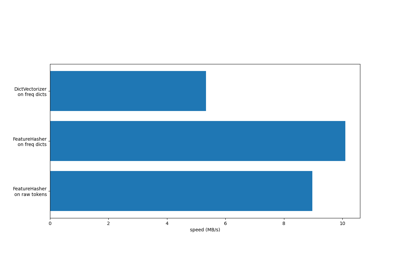 DictVectorizer
on freq dicts
FeatureHasher
on freq dicts
FeatureHasher
on raw tokens
0 2 4 6 8 10
speed (MB/s)